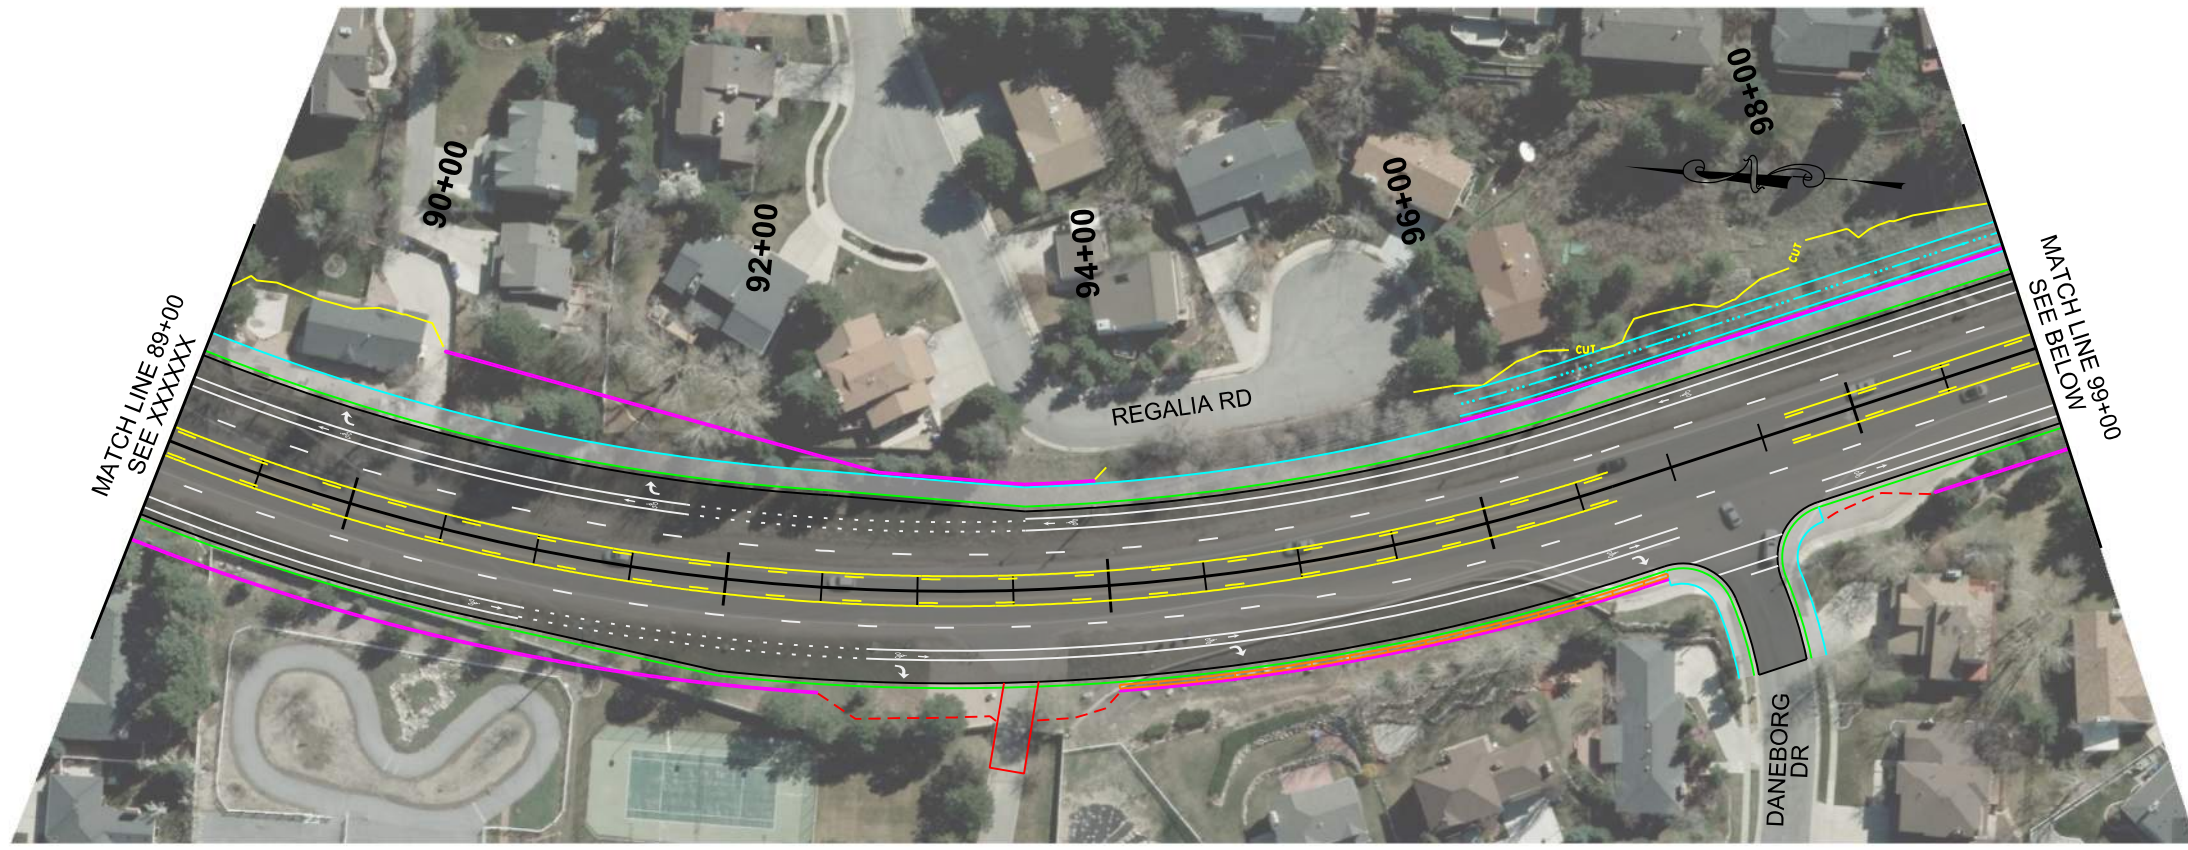 MATCH LINE 89+00
SEE XXXXXX
90+00
92+00
94+00
96+00
98+00
REGALIA RD
CUT
CUT
MATCH LINE 99+00
SEE BELOW
DANEBORG
DR